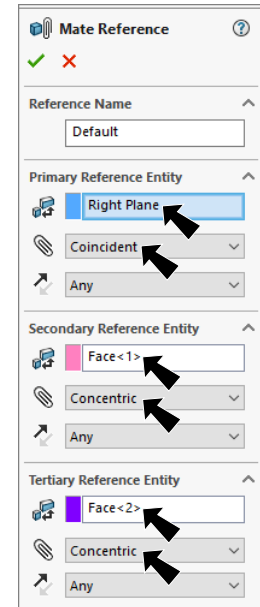 Mate Reference
Reference Name
Default
Primary Reference Entity
Right Plane
Coincident
Any
Secondary Reference Entity
Face<1>
Concentric
Any
Tertiary Reference Entity
Face<2>
Concentric
Any